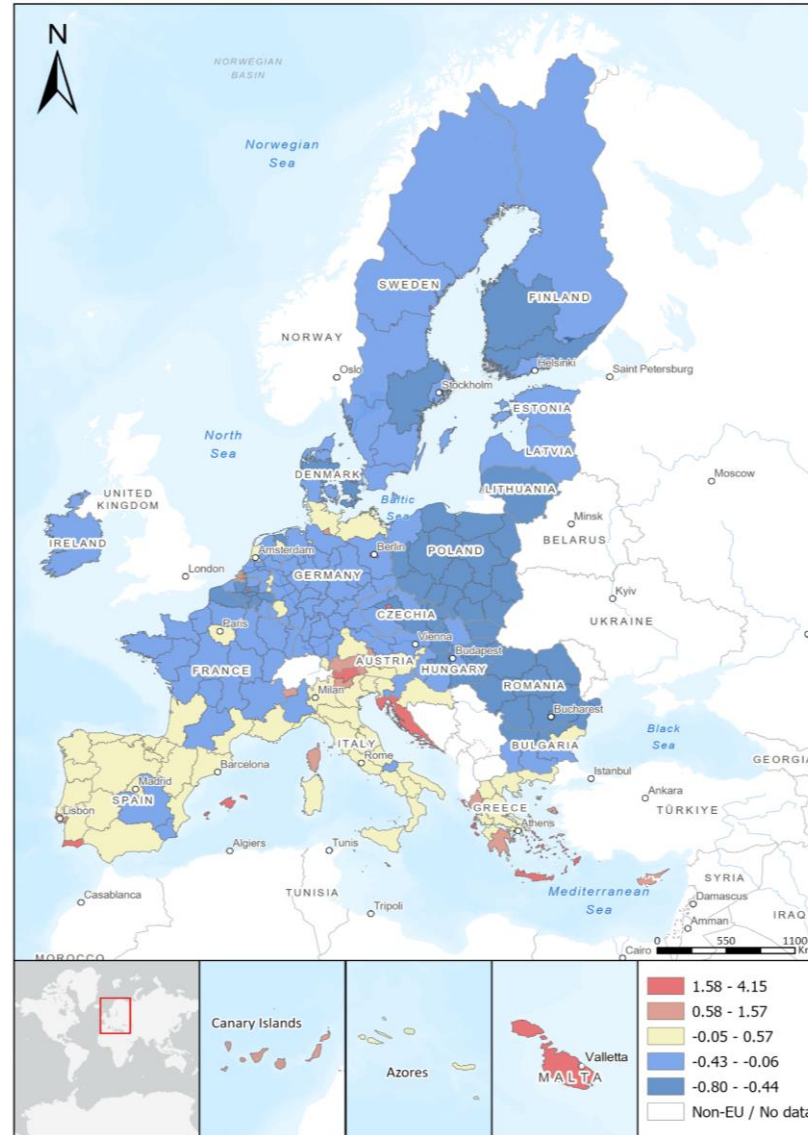 N
NORWEGIAN
BASIN
Norwegian
Sea
SWEDEN
FINLAND
NORWAY
Oslo
Helsinki
Stockholm
Saint Petersburg
ESTONIA
North
Sea
LATVIA
Moscow
DENMARK
LITHUANIA
Baltic
Sea
UNITED
KINGDOM
Minsk
BELARUS
IRELAND
Amsterdam
Berlin
POLAND
London
GERMANY
Kyiv
CZECHIA
UKRAINE
Paris
Vienna
FRANCE
AUSTRIA
Budapest
HUNGARY
Milan
ROMANIA
Bucharest
ITALY
BULGARIA
Black
Sea
Rome
GEORGIA
Barcelona
Madrid
SPAIN
Istanbul
Ankara
Lisbon
GREECE
TÜRKIYE
Athens
Algiers
Tunis
SYRIA
Mediterranean
Sea
Casablanca
TUNISIA
Damascus
IRAQ
Tripoli
Amman
MOROCCO
Cairo
0 550 1100
Canary Islands
Azores
Valletta
MALTA
1.58 - 4.15
0.58 - 1.57
-0.05 - 0.57
-0.43 - -0.06
-0.80 - -0.44
Non-EU / No data